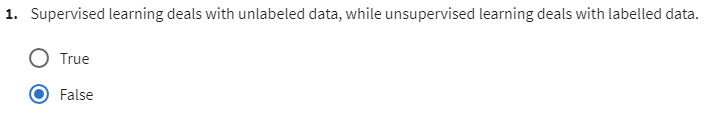 1. Supervised learning deals with unlabeled data, while unsupervised learning deals with labelled data.
True
False